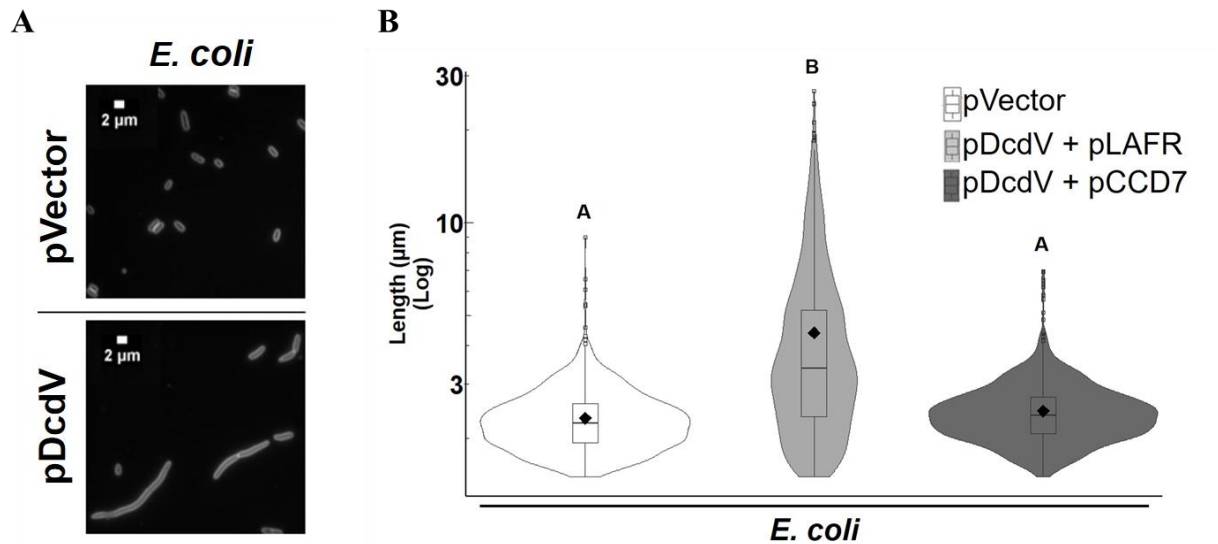 A
E. coli
pVector
2 μm
pDcdV
2 μm
B
Length (μm)
(Log)
30
10
3
A
B
A
pVector
pDcdV + pLAFR
pDcdV + pCCD7
E. coli